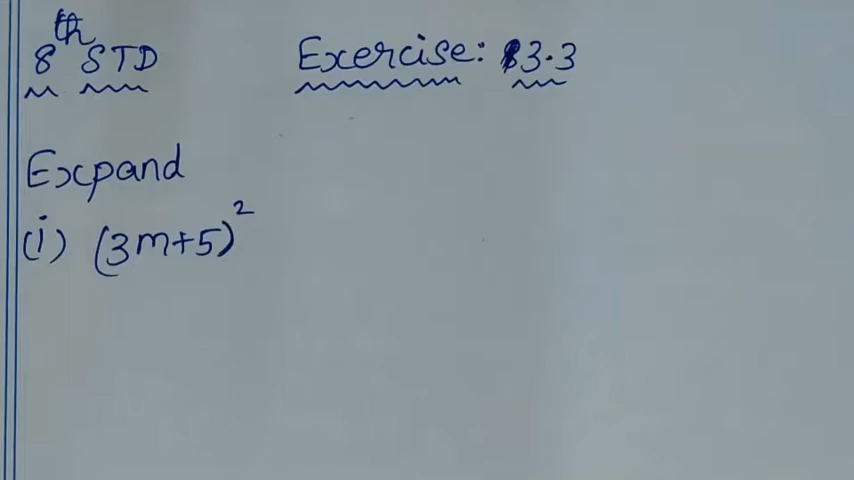 8th STD Exercise: 3.3
Expand
(i) (3m+5)²